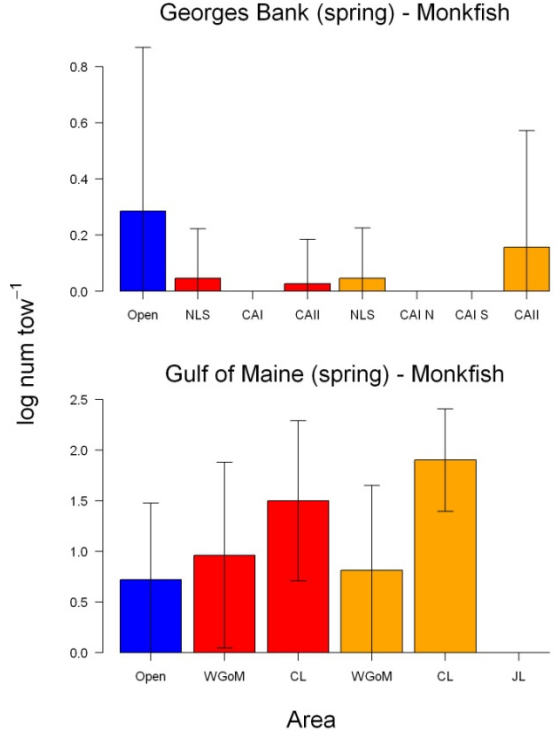 Georges Bank (spring) - Monkfish
0.8
0.6
0.4
0.2
0.0
Open NLS CAI CAII NLS CAI N CAI S CAII
log num tow⁻¹
Gulf of Maine (spring) - Monkfish
2.5
2.0
1.5
1.0
0.5
0.0
Open WGoM CL WGoM CL JL
Area